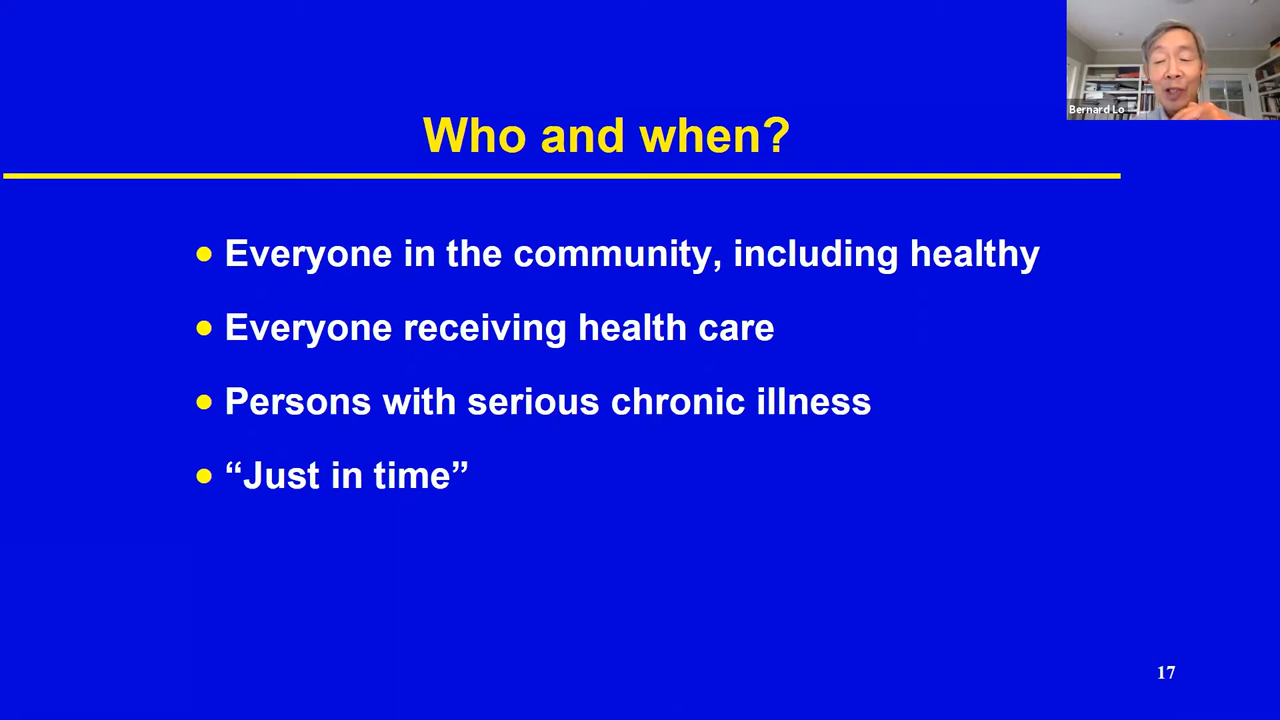 Bernard Lo
Who and when?
• Everyone in the community, including healthy
• Everyone receiving health care
• Persons with serious chronic illness
• “Just in time”
17